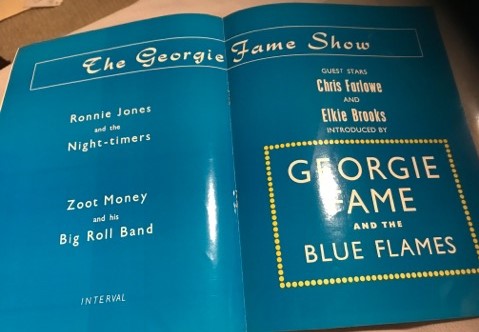 The Georgie Fame Show
Ronnie Jones
and the
Night-timers
Zoot Money
and his
Big Roll Band
INTERVAL
GUEST STARS
Chris Farlowe
AND
Elkie Brooks
INTRODUCED BY
GEORGIE
FAME
AND THE
BLUE FLAMES